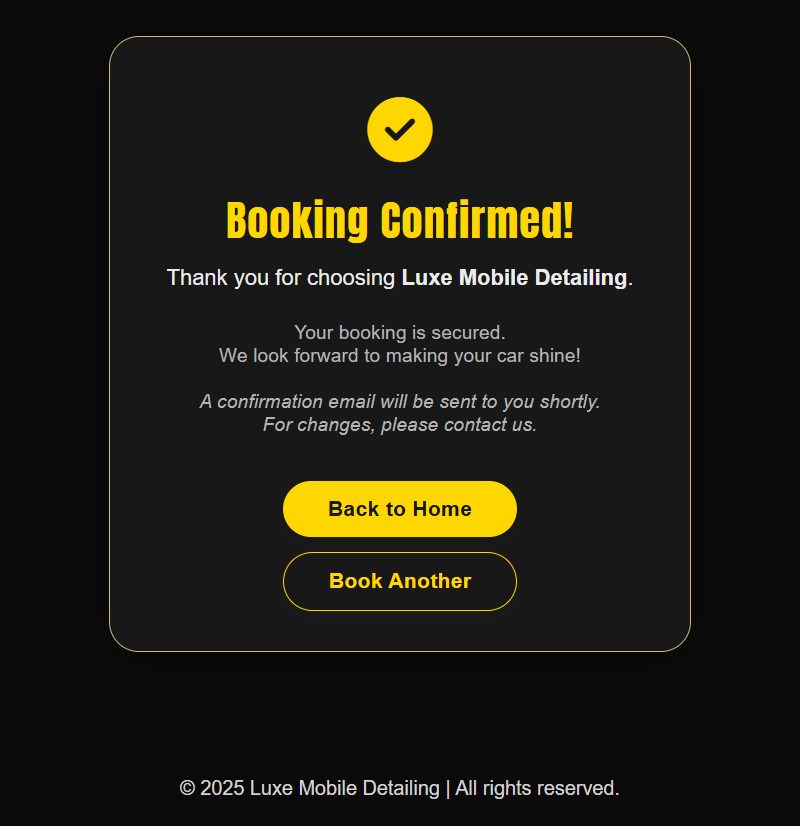 Booking Confirmed!
Thank you for choosing Luxe Mobile Detailing.
Your booking is secured.
We look forward to making your car shine!
A confirmation email will be sent to you shortly.
For changes, please contact us.
Back to Home
Book Another
© 2025 Luxe Mobile Detailing | All rights reserved.